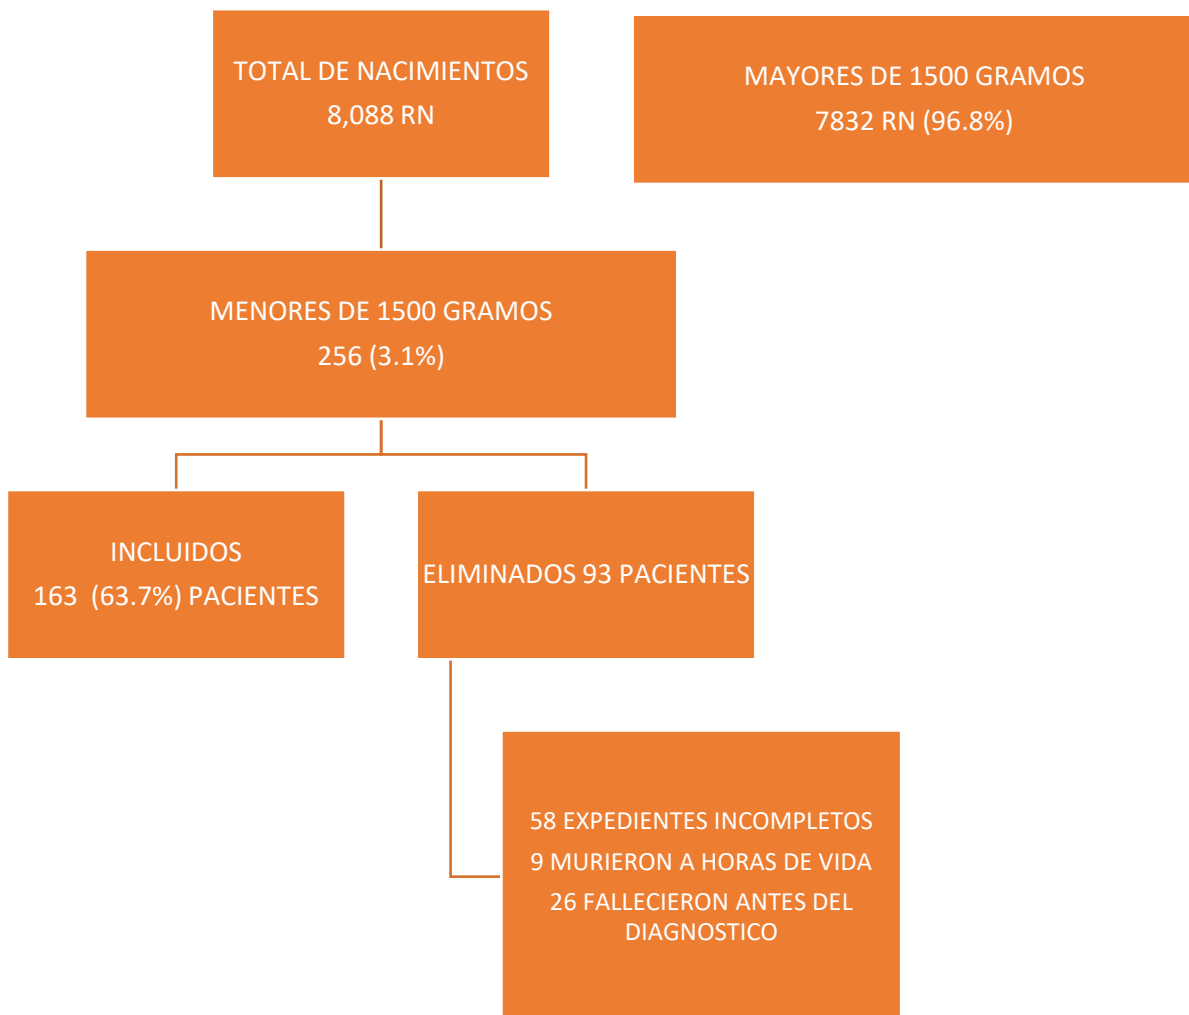 TOTAL DE NACIMIENTOS
8,088 RN
MAYORES DE 1500 GRAMOS
7832 RN (96.8%)
MENORES DE 1500 GRAMOS
256 (3.1%)
INCLUIDOS
163 (63.7%) PACIENTES
ELIMINADOS 93 PACIENTES
58 EXPEDIENTES INCOMPLETOS
9 MURIERON A HORAS DE VIDA
26 FALLECIERON ANTES DEL
DIAGNOSTICO